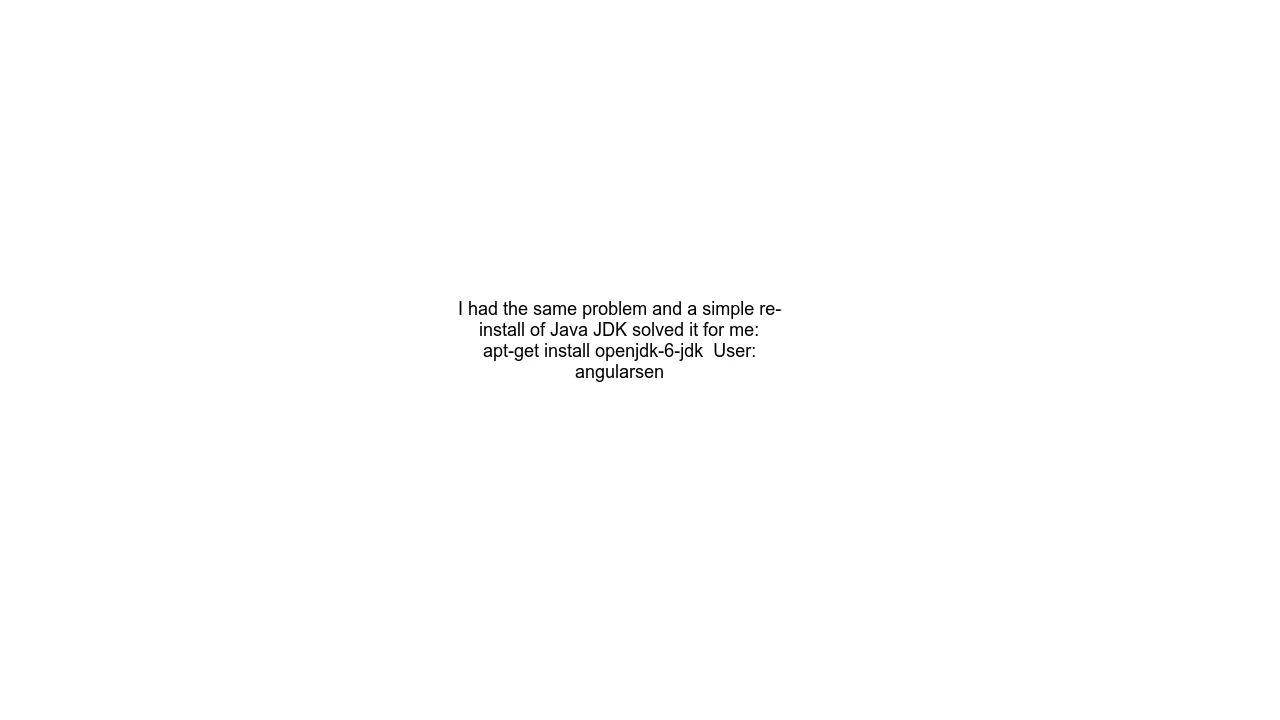 I had the same problem and a simple re-
install of Java JDK solved it for me:
apt-get install openjdk-6-jdk  User:
angularsen